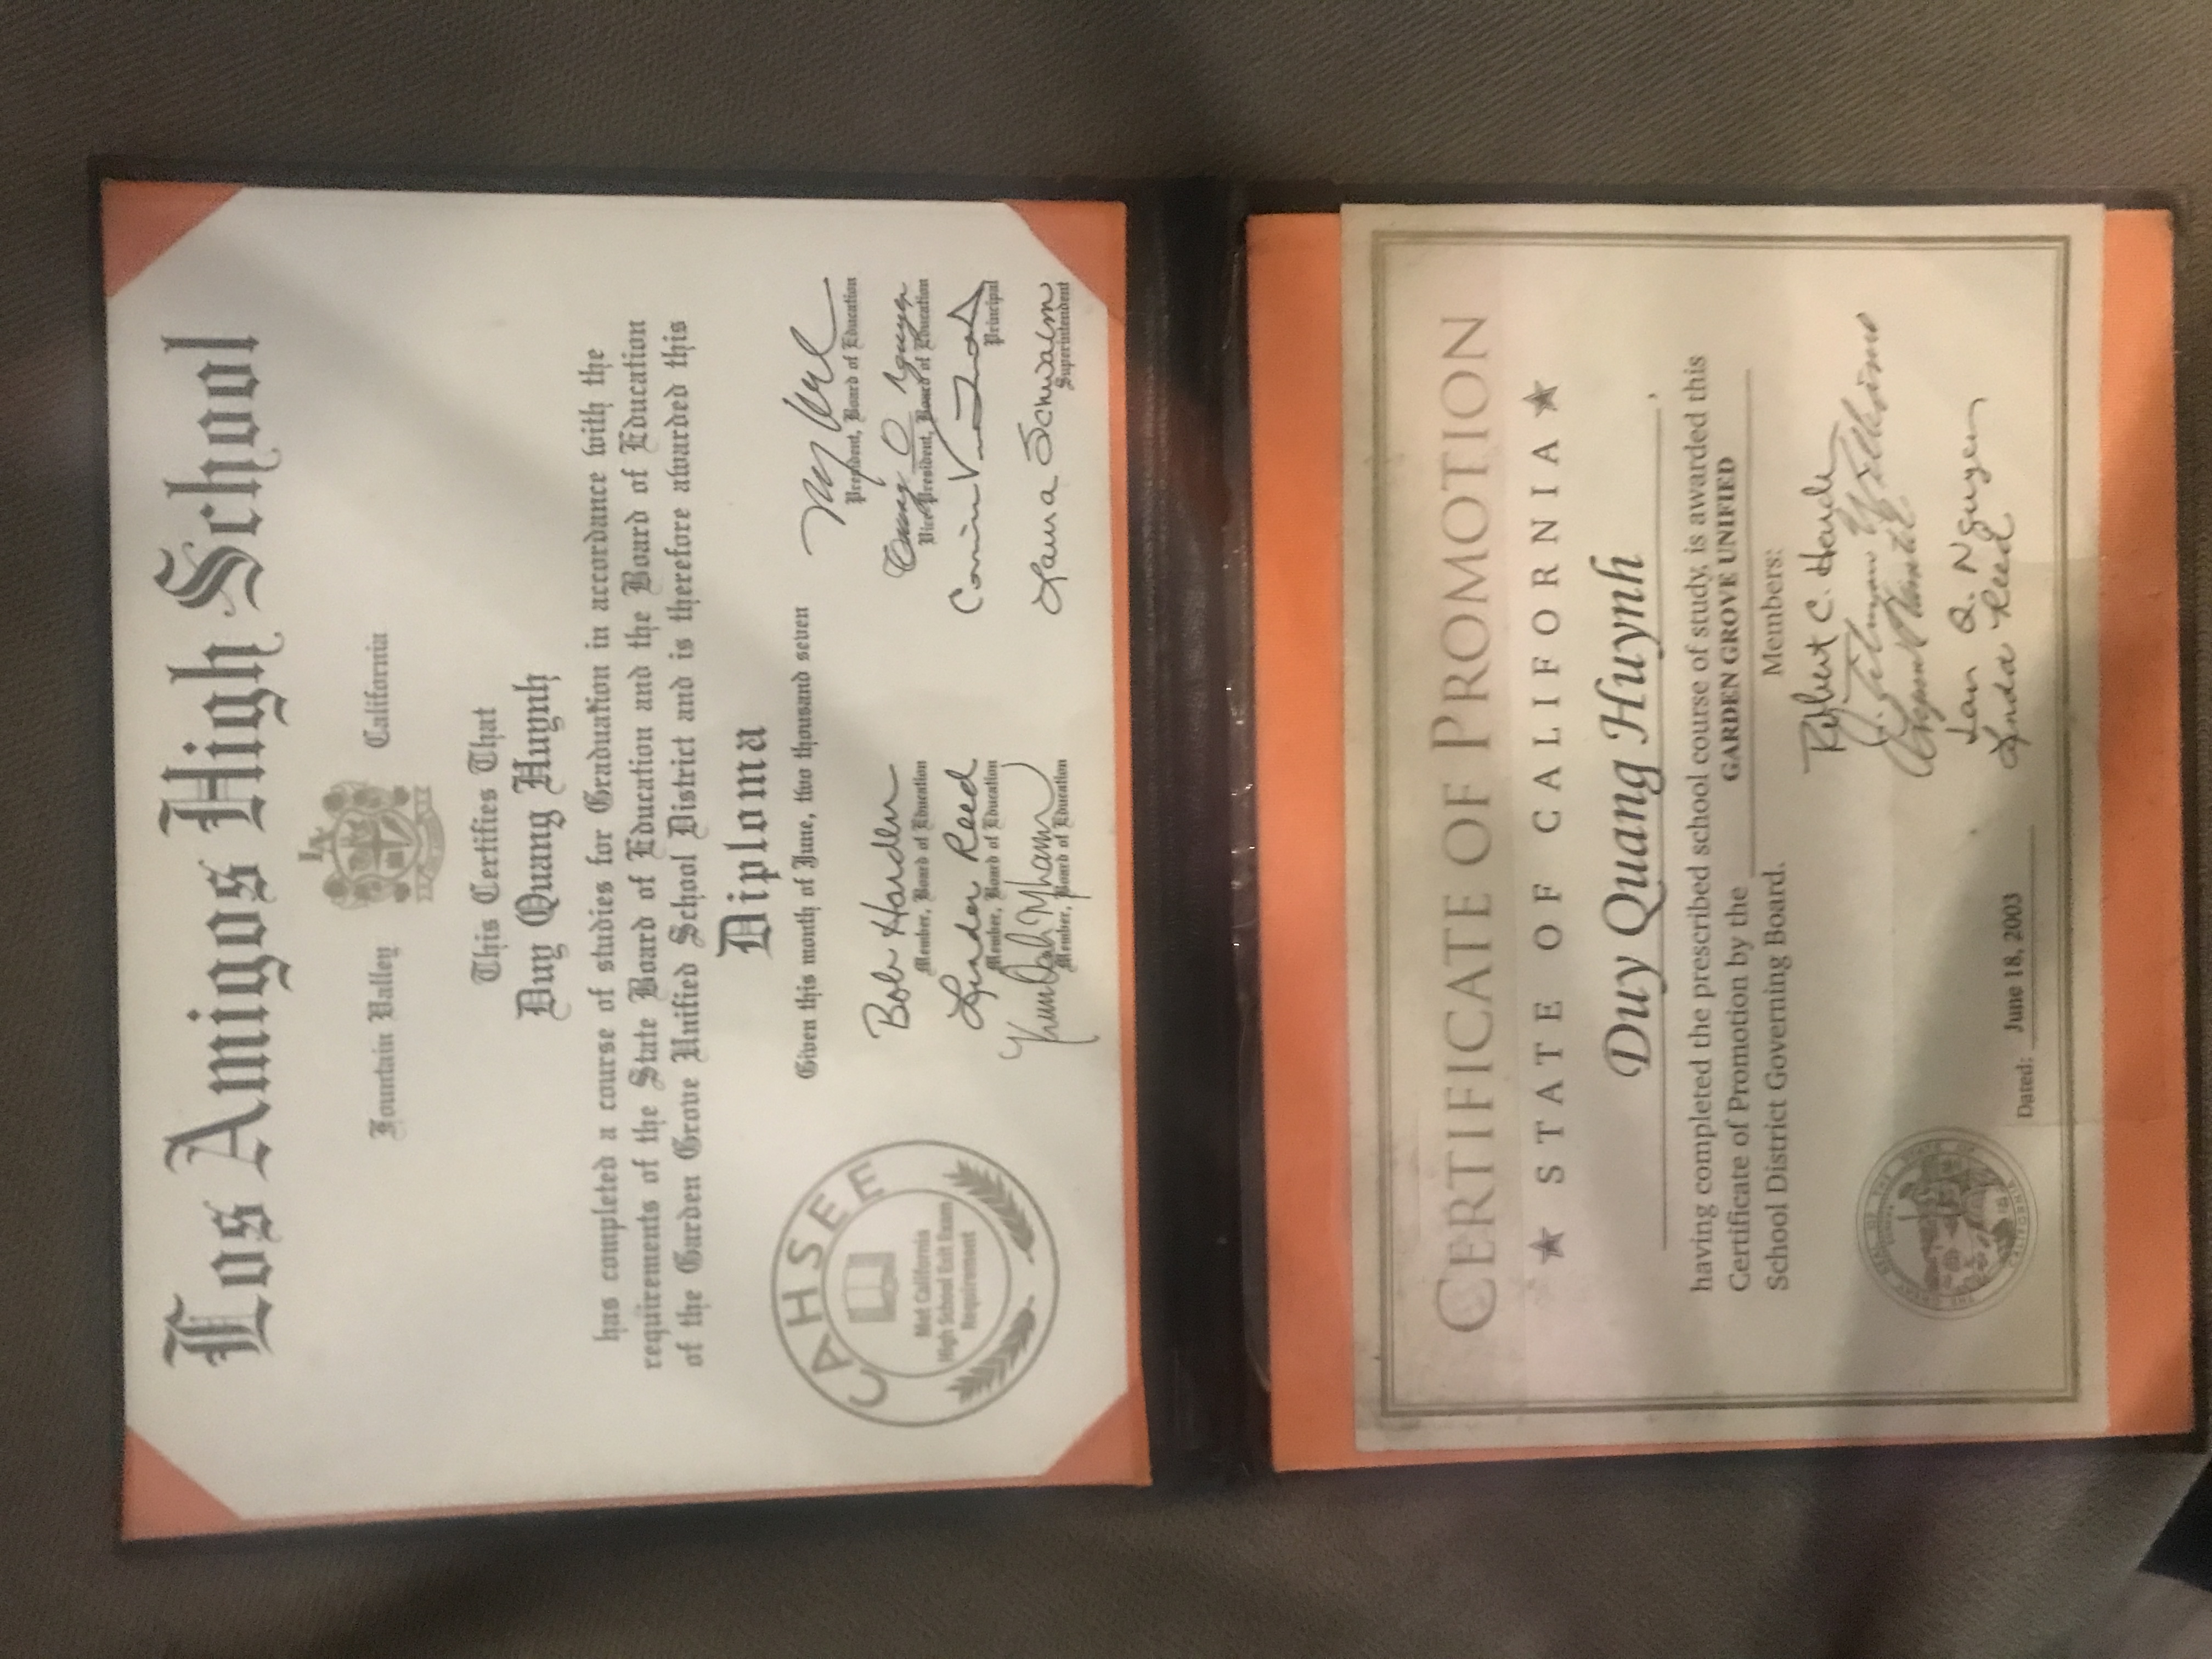 Los Amigos High School
Fountain Valley California
This Certifies That
Duy Quang Huynh
has completed a course of studies for Graduation in accordance with the
requirements of the State Board of Education and the Board of Education
of the Garden Grove Unified School District and is therefore awarded this
Diploma
Given this month of June, two thousand seven
CAHSEE
Met California
High School Exit Exam
Requirement
Bob Harden
Member, Board of Education
Linda Reed
Member, Board of Education
Member, Board of Education
President, Board of Education
Vice President, Board of Education
Principal
Laura Schwalm
Superintendent
CERTIFICATE OF PROMOTION
★ STATE OF CALIFORNIA ★
Duy Quang Huynh,
having completed the prescribed school course of study, is awarded this
Certificate of Promotion by the GARDEN GROVE UNIFIED
School District Governing Board.
Members:
Robert C. Harden
Lan Q. Nguyen
Linda Reed
Dated: June 18, 2003